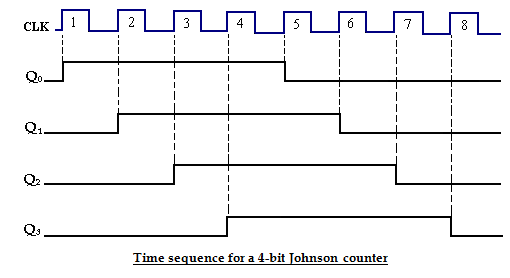 CLK 1 2 3 4 5 6 7 8
Q0
Q1
Q2
Q3
Time sequence for a 4-bit Johnson counter